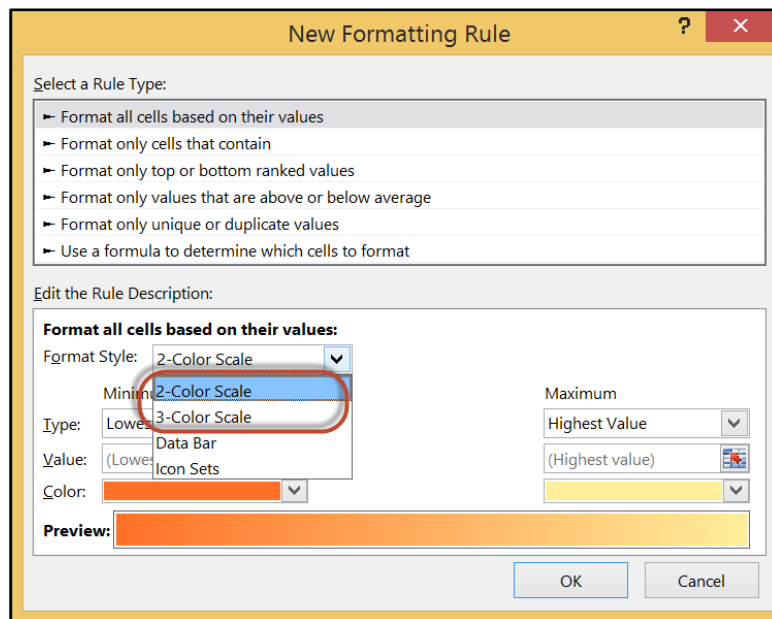 New Formatting Rule ?
Select a Rule Type:
► Format all cells based on their values
► Format only cells that contain
► Format only top or bottom ranked values
► Format only values that are above or below average
► Format only unique or duplicate values
► Use a formula to determine which cells to format
Edit the Rule Description:
Format all cells based on their values:
Format Style: 2-Color Scale
2-Color Scale
3-Color Scale
Data Bar
Icon Sets
Minimu Maximum
Type: Lowes Highest Value
Value: (Lowes (Highest value)
Color:
Preview:
OK Cancel